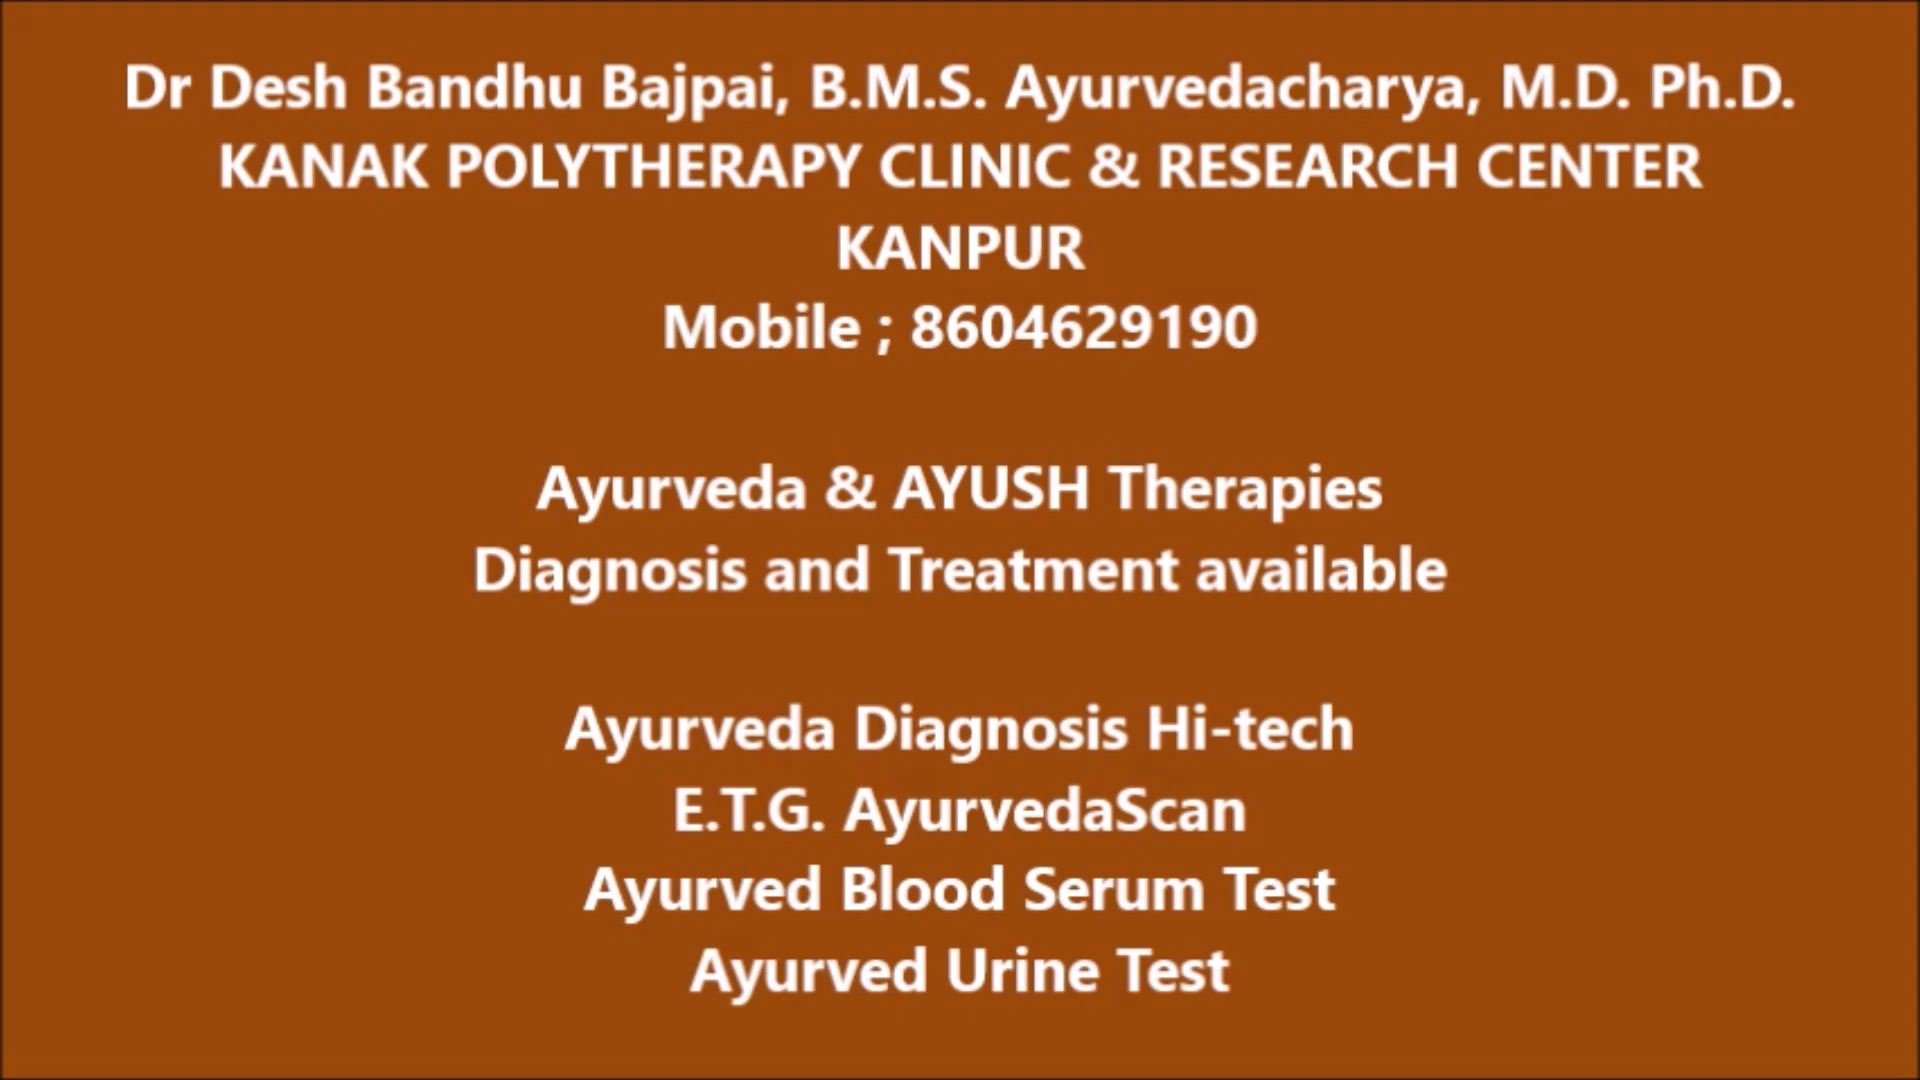 Dr Desh Bandhu Bajpai, B.M.S. Ayurvedacharya, M.D. Ph.D.
KANAK POLYTHERAPY CLINIC & RESEARCH CENTER
KANPUR
Mobile ; 8604629190
Ayurveda & AYUSH Therapies
Diagnosis and Treatment available
Ayurveda Diagnosis Hi-tech
E.T.G. AyurvedaScan
Ayurved Blood Serum Test
Ayurved Urine Test